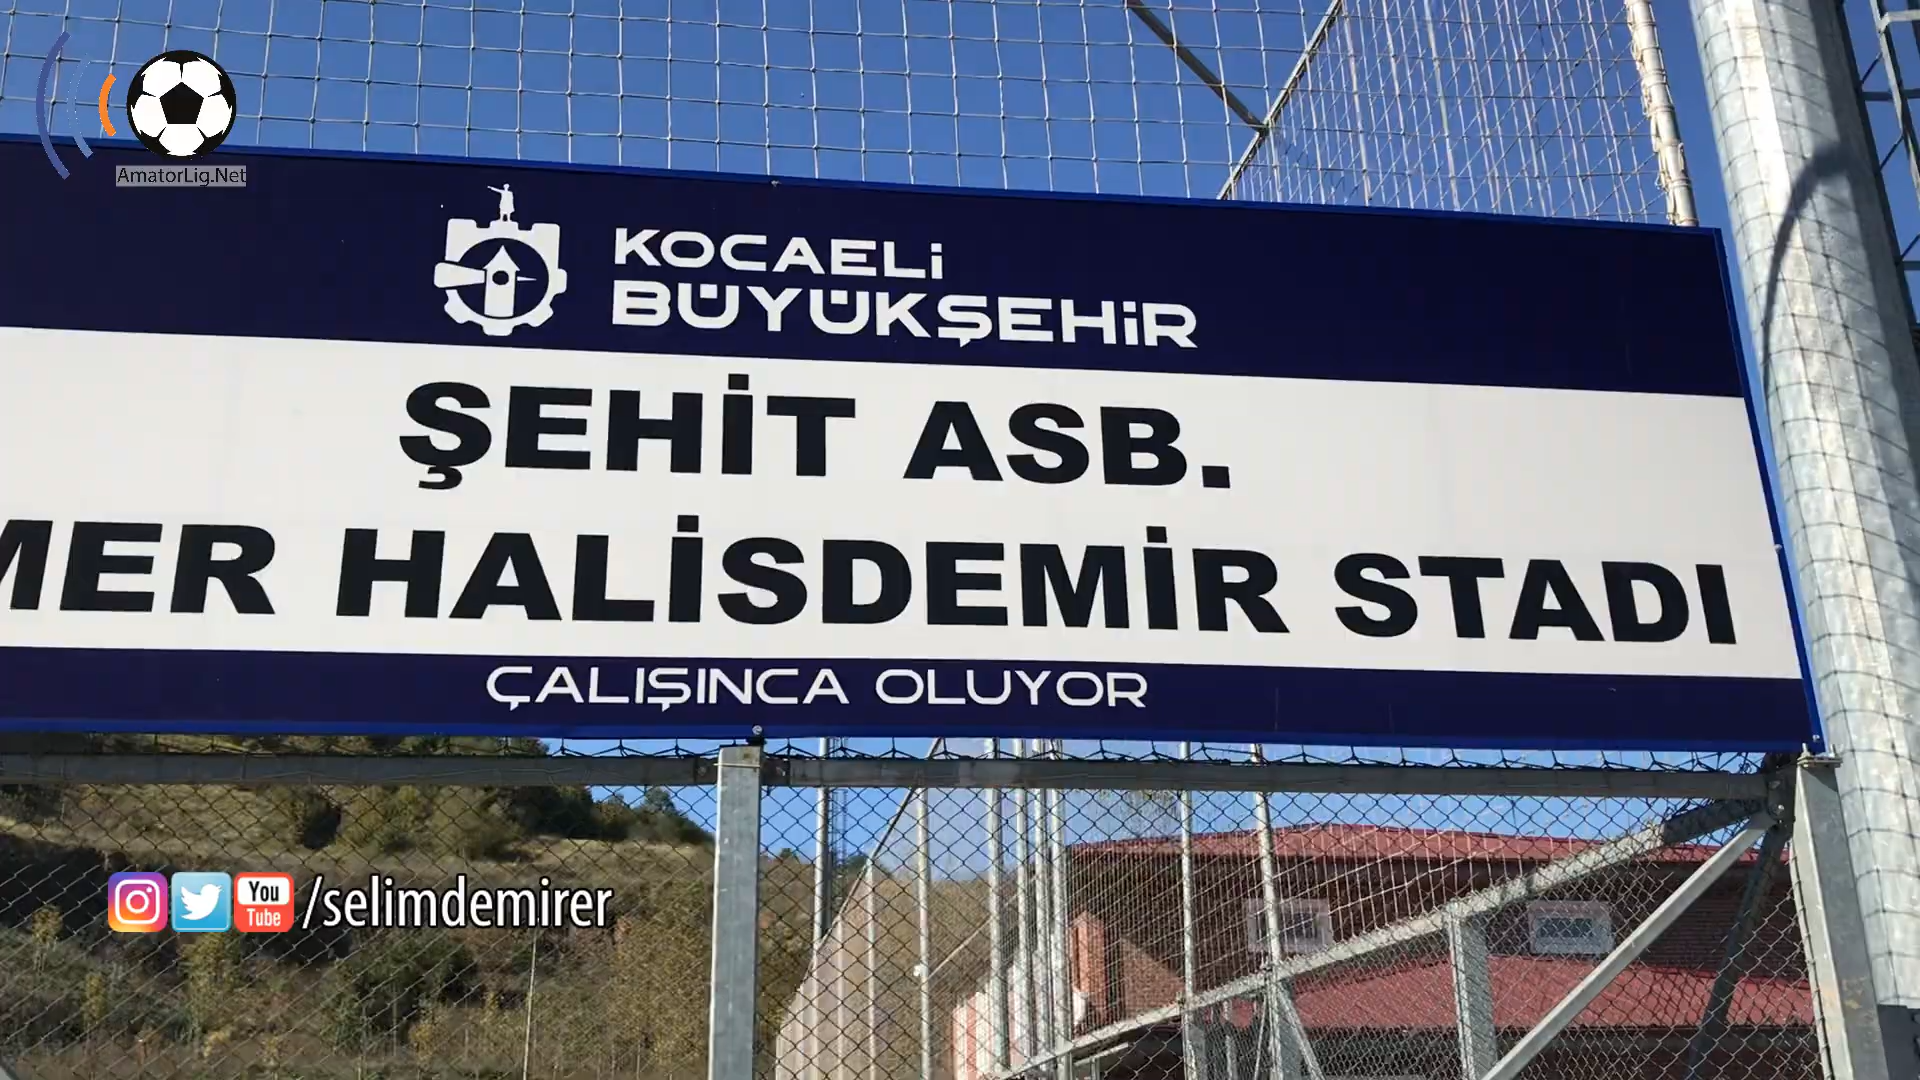 AmatorLig.Net
KOCAELİ
BÜYÜKŞEHİR
ŞEHİT ASB.
MER HALİSDEMİR STADI
ÇALIŞINCA OLUYOR
You
Tube
/selimdemirer